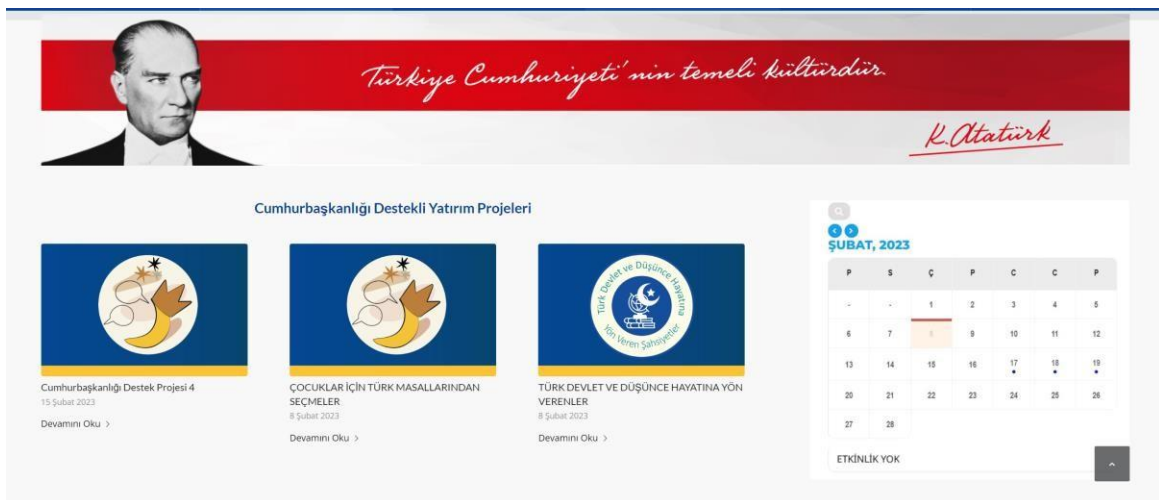 Türkiye Cumhuriyeti'nin temeli kültürdür.
K.Atatürk
Cumhurbaşkanlığı Destekli Yatırım Projeleri
Türk Devlet ve Düşünce Hayatına
Yön Veren Şahsiyetler
Cumhurbaşkanlığı Destek Projesi 4
15 Şubat 2023
Devamını Oku >
ÇOCUKLAR İÇİN TÜRK MASALLARINDAN
SEÇMELER
8 Şubat 2023
Devamını Oku >
TÜRK DEVLET VE DÜŞÜNCE HAYATINA YÖN
VERENLER
8 Şubat 2023
Devamını Oku >
ŞUBAT, 2023
P S Ç P C C P
- - 1 2 3 4 5
6 7 8 9 10 11 12
13 14 15 16 17 18 19
20 21 22 23 24 25 26
27 28
ETKİNLİK YOK